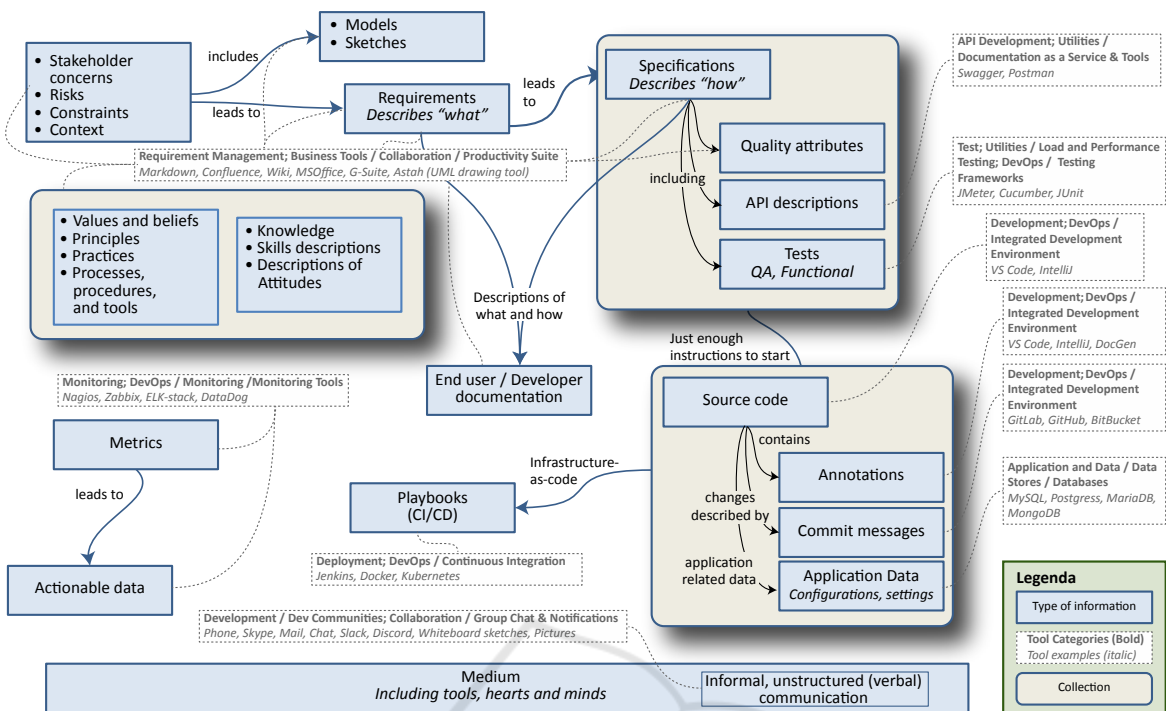 • Models
• Sketches
• Stakeholder
concerns
• Risks
• Constraints
• Context
includes
leads to
Requirements
Describes “what”
leads
to
Specifications
Describes “how”
Quality attributes
including
API descriptions
Tests
QA, Functional
API Development; Utilities /
Documentation as a Service & Tools
Swagger, Postman
Test; Utilities / Load and Performance
Testing; DevOps / Testing
Frameworks
JMeter, Cucumber, JUnit
Requirement Management; Business Tools / Collaboration / Productivity Suite
Markdown, Confluence, Wiki, MSOffice, G-Suite, Astah (UML drawing tool)
• Values and beliefs
• Principles
• Practices
• Processes,
procedures,
and tools
• Knowledge
• Skills descriptions
• Descriptions of
Attitudes
Development; DevOps /
Integrated Development
Environment
VS Code, IntelliJ
Descriptions of
what and how
Just enough
instructions to start
Development; DevOps /
Integrated Development
Environment
VS Code, IntelliJ, DocGen
End user / Developer
documentation
Source code
Development; DevOps /
Integrated Development
Environment
GitLab, GitHub, BitBucket
Monitoring; DevOps / Monitoring /Monitoring Tools
Nagios, Zabbix, ELK-stack, DataDog
Metrics
leads to
Actionable data
contains
Annotations
changes
described by
Commit messages
application
related data
Application Data
Configurations, settings
Application and Data / Data
Stores / Databases
MySQL, Postgress, MariaDB,
MongoDB
Infrastructure-
as-code
Playbooks
(CI/CD)
Deployment; DevOps / Continuous Integration
Jenkins, Docker, Kubernetes
Development / Dev Communities; Collaboration / Group Chat & Notifications
Phone, Skype, Mail, Chat, Slack, Discord, Whiteboard sketches, Pictures
Medium
Including tools, hearts and minds
Informal, unstructured (verbal)
communication
Legenda
Type of information
Tool Categories (Bold)
Tool examples (italic)
Collection